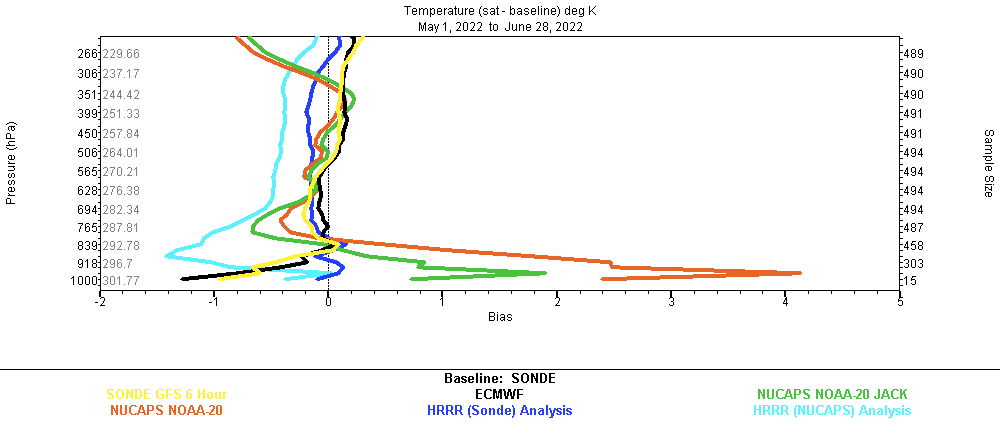 Temperature (sat - baseline) deg K
May 1, 2022 to June 28, 2022
266 229.66 489
306 237.17 490
351 244.42 490
399 251.33 491
450 257.84 491
506 264.01 494
565 270.21 494
628 276.38 494
694 282.34 494
765 287.81 487
839 292.78 458
918 296.7 303
1000 301.77 15
Pressure (hPa)
Sample Size
-2 -1 0 1 2 3 4 5
Bias
Baseline: SONDE
SONDE GFS 6 Hour ECMWF NUCAPS NOAA-20 JACK
NUCAPS NOAA-20 HRRR (Sonde) Analysis HRRR (NUCAPS) Analysis